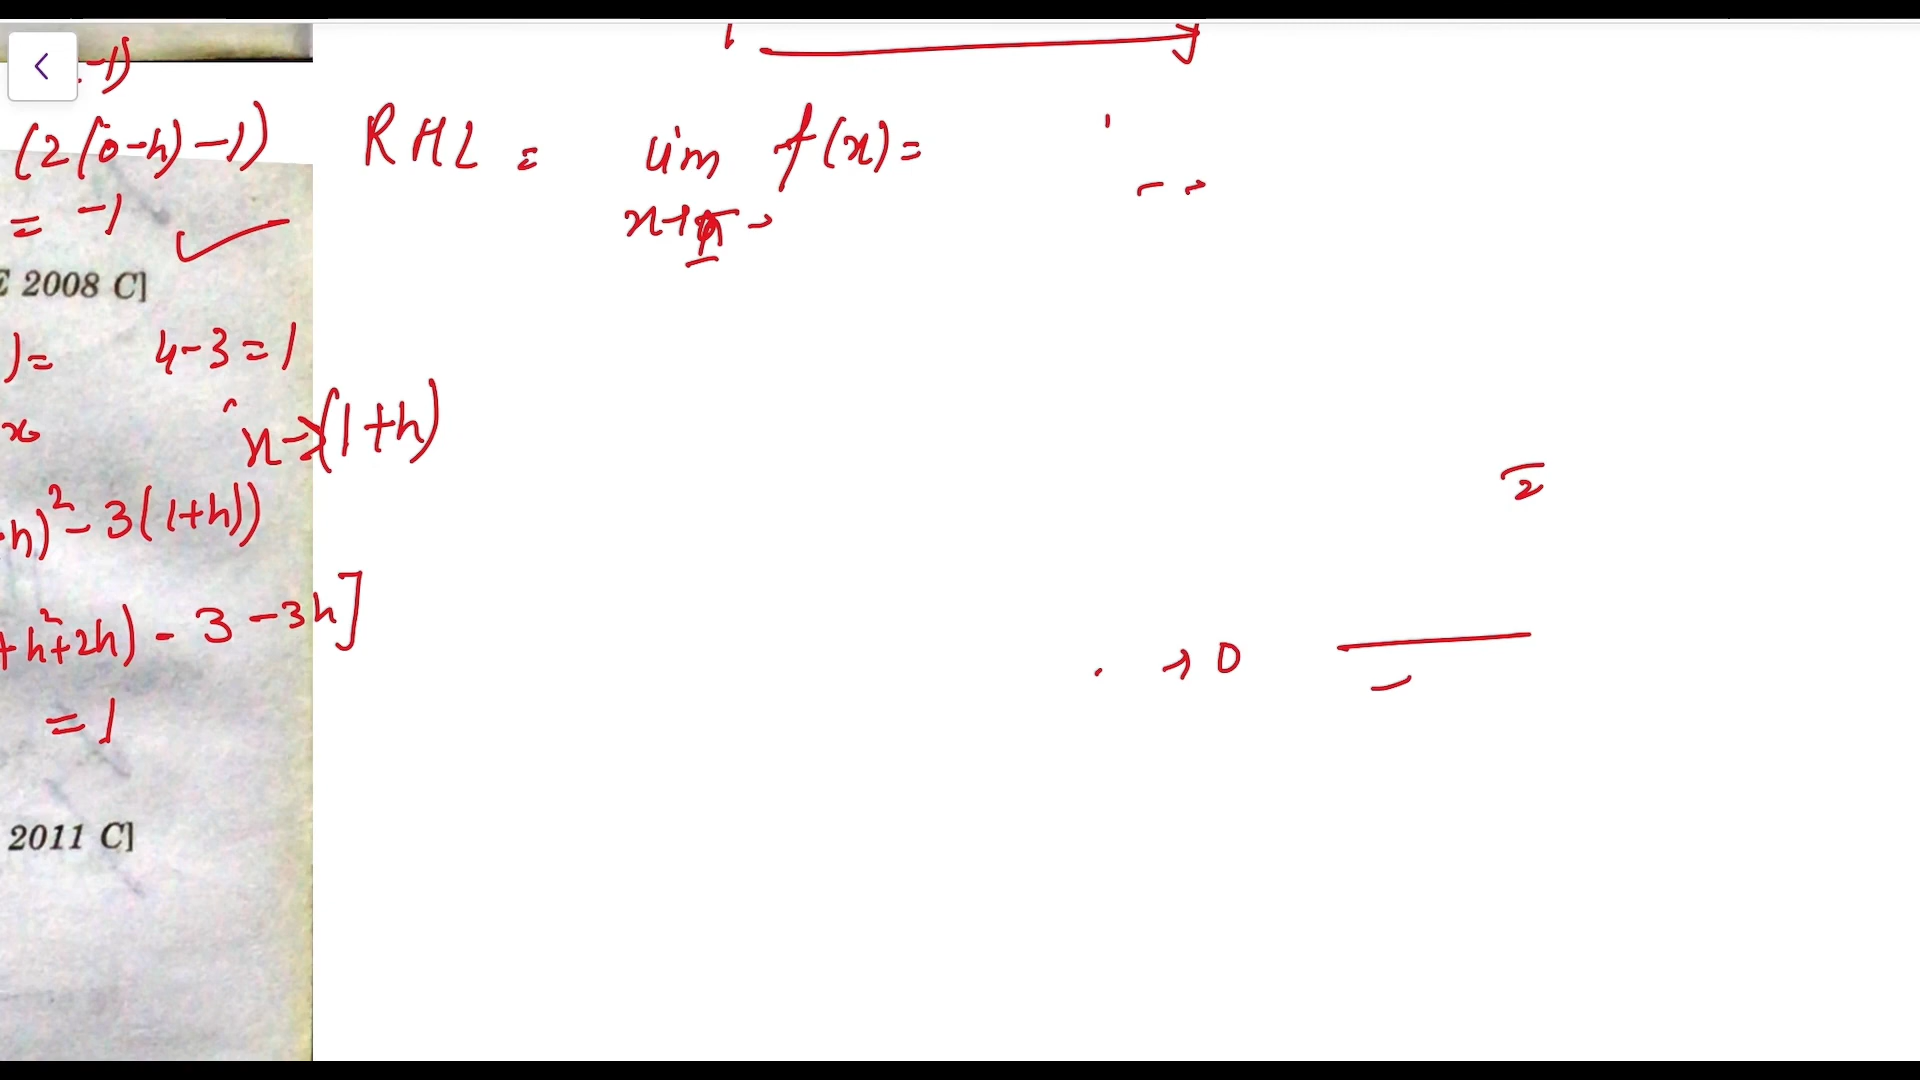 .-1)
(2(0-h)-1)
= -1
E 2008 C]
)= 4-3=1
x→(1+h)
h)²-3(1+h))
+h²+2h)-3-3h]
=1
2011 C]
RHL = lim f(x)=
2
→0